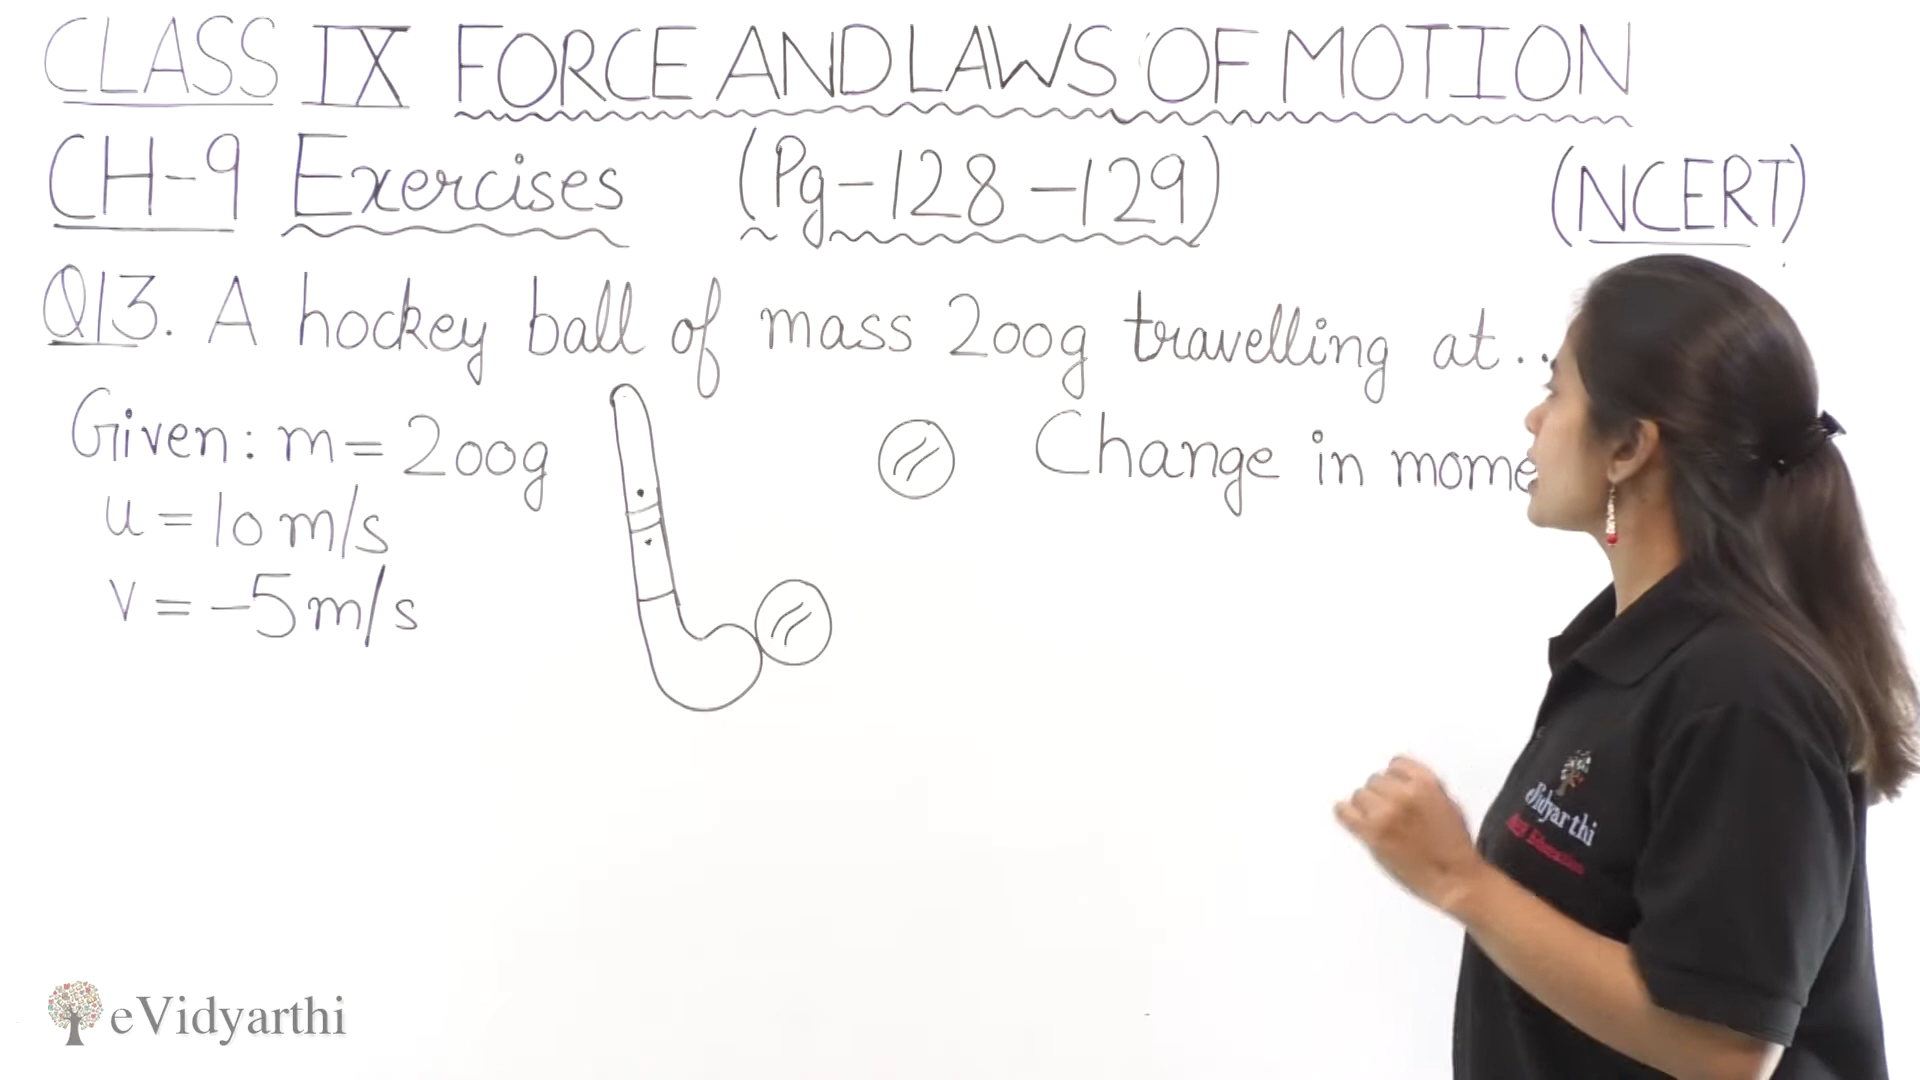 CLASS IX FORCE AND LAWS OF MOTION
CH-9 Exercises (Pg-128-129) (NCERT)
Q13. A hockey ball of mass 200g travelling at..
Given: m = 200g
Change in mome
u = 10 m/s
v = -5 m/s
eVidyarthi
eVidyarthi